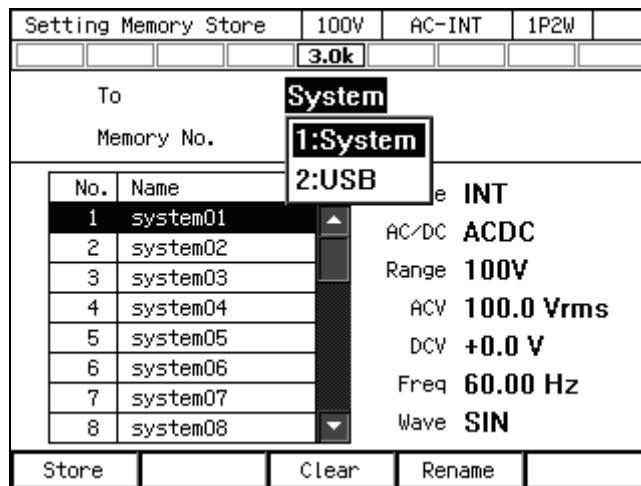 Setting Memory Store 100V AC-INT 1P2W
3.0k
To System
Memory No. 1:System
2:USB
No. Name e INT
1 system01
AC/DC ACDC
2 system02
3 system03 Range 100V
4 system04 ACV 100.0 Vrms
5 system05 DCV +0.0 V
6 system06
7 system07 Freq 60.00 Hz
8 system08 Wave SIN
Store Clear Rename